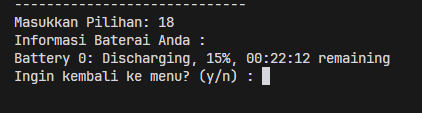 -----------------------------
Masukkan Pilihan: 18
Informasi Baterai Anda :
Battery 0: Discharging, 15%, 00:22:12 remaining
Ingin kembali ke menu? (y/n) :